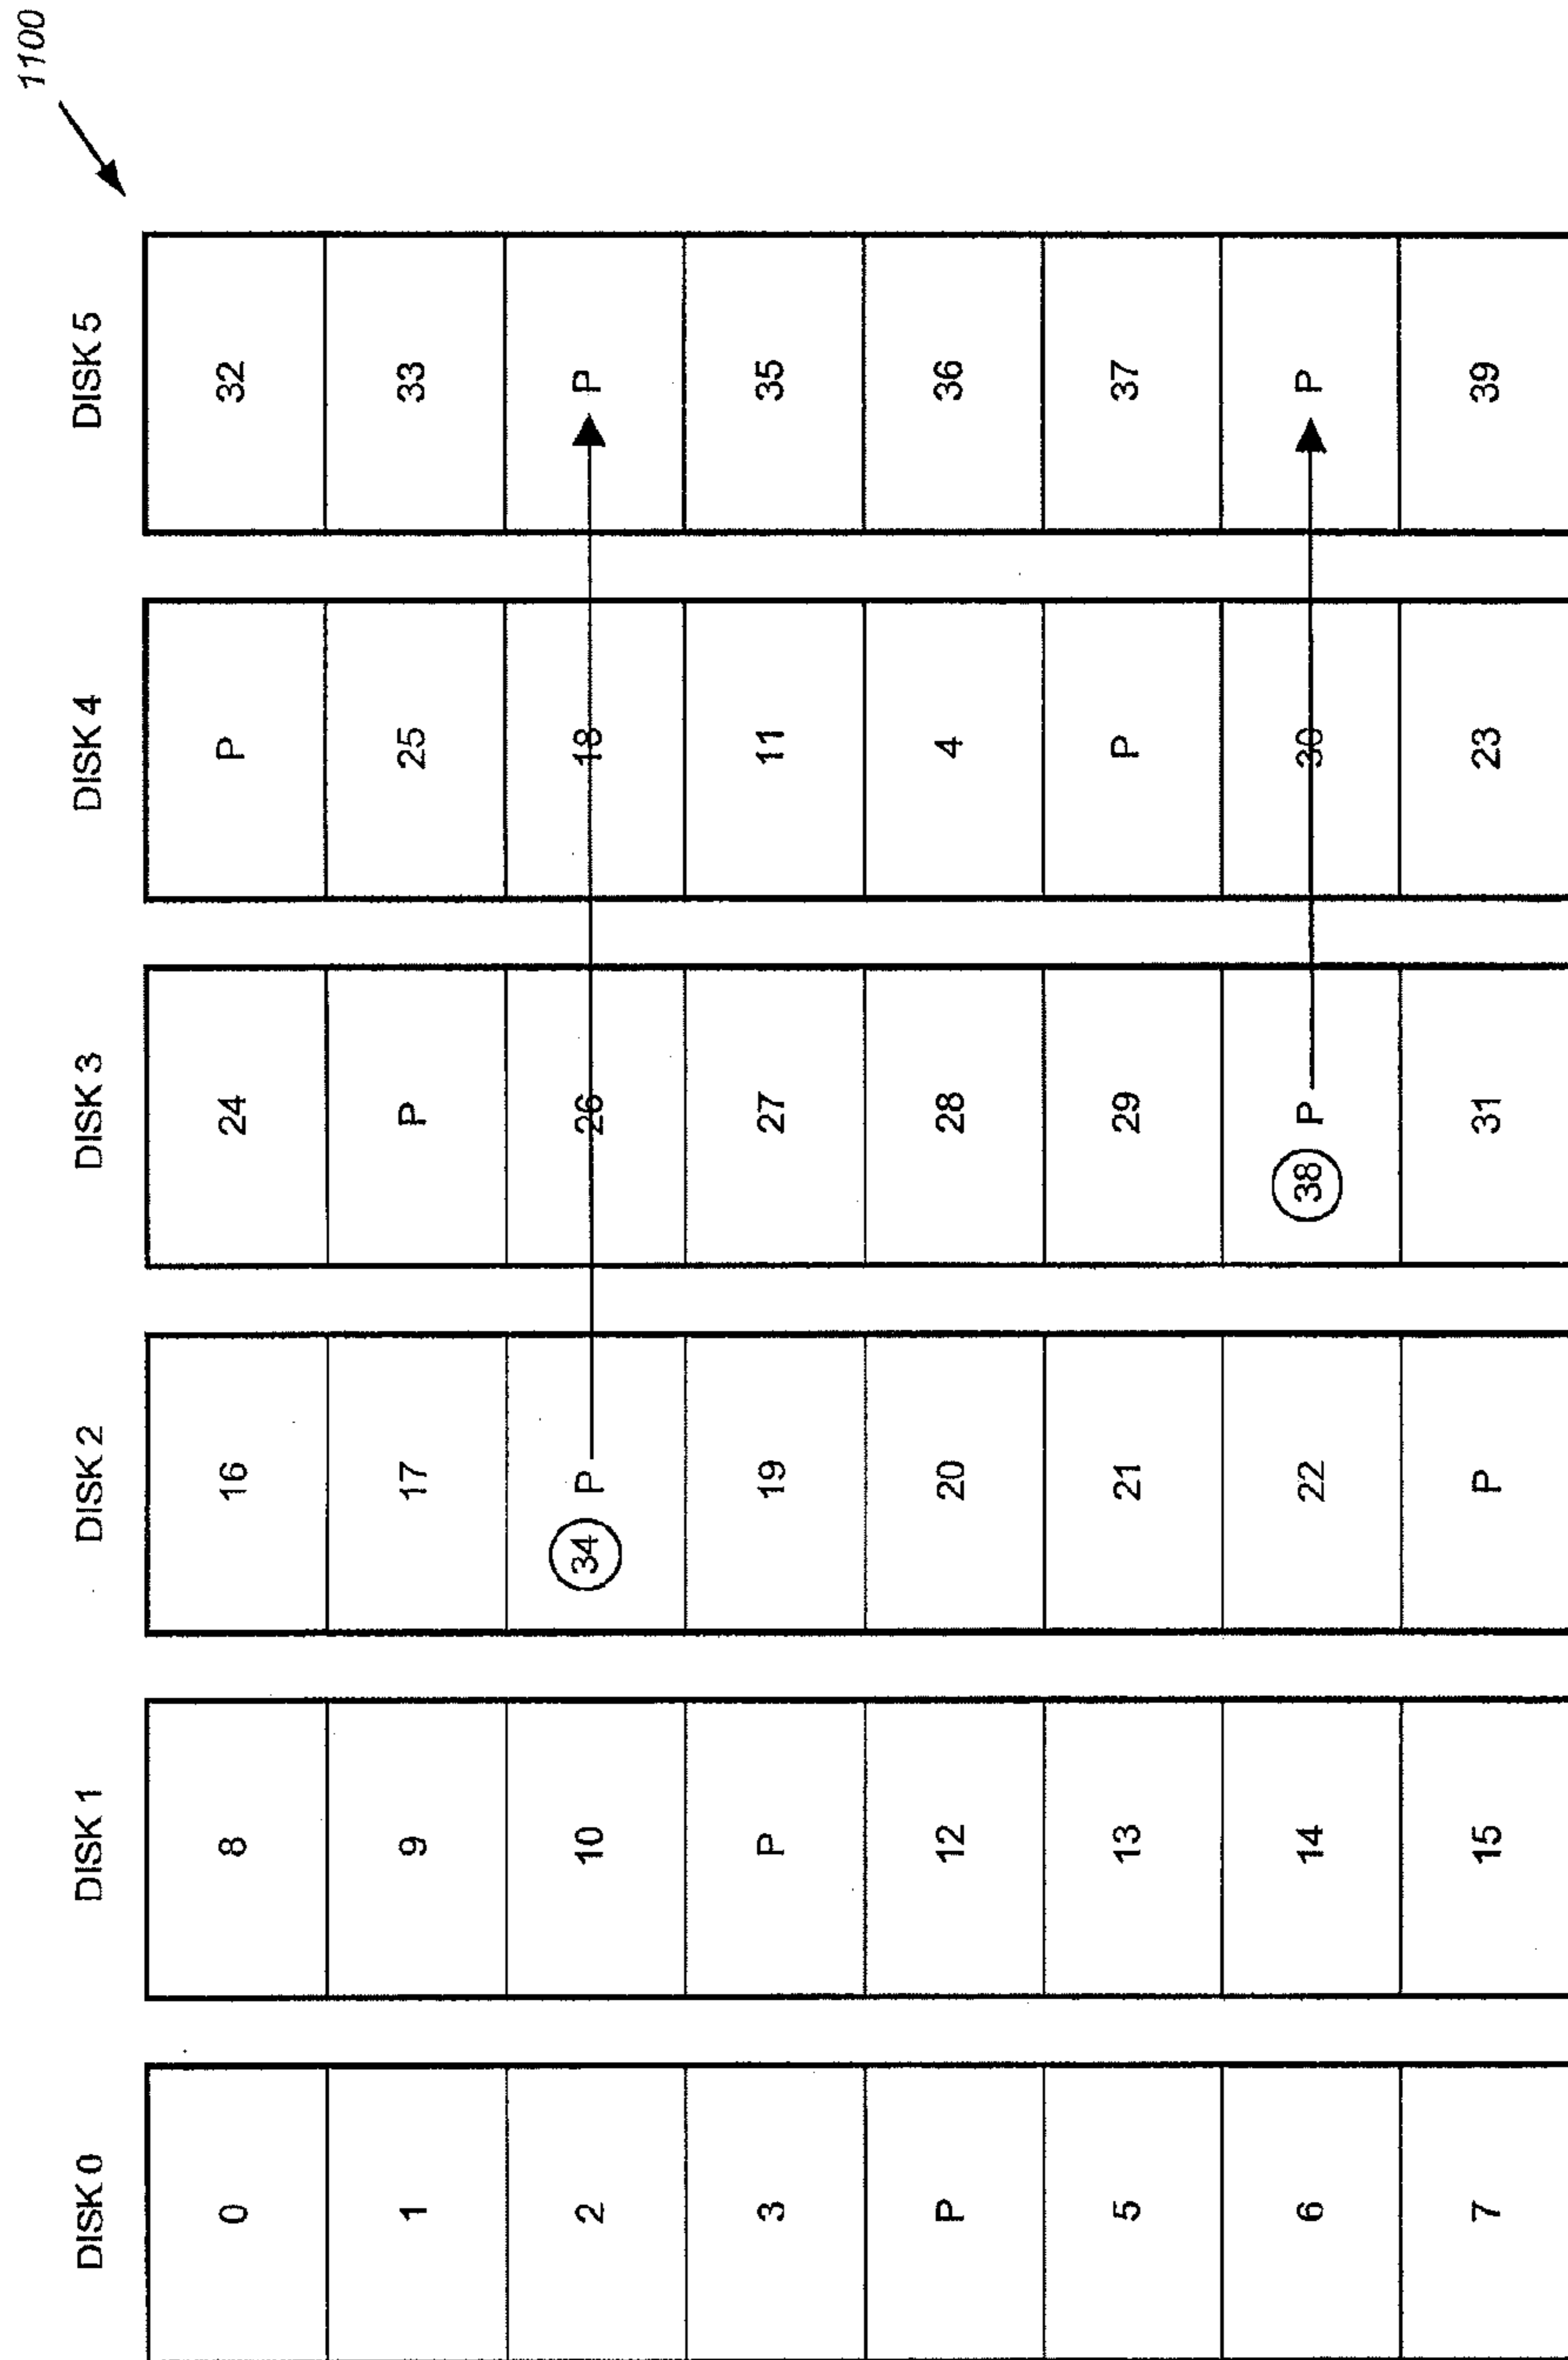 1100
DISK 0 DISK 1 DISK 2 DISK 3 DISK 4 DISK 5
0 8 16 24 P 32
1 9 17 P 25 33
2 10 34 P 26 18 P
3 P 19 27 11 35
P 12 20 28 4 36
5 13 21 29 P 37
6 14 22 38 P 30 P
7 15 P 31 23 39